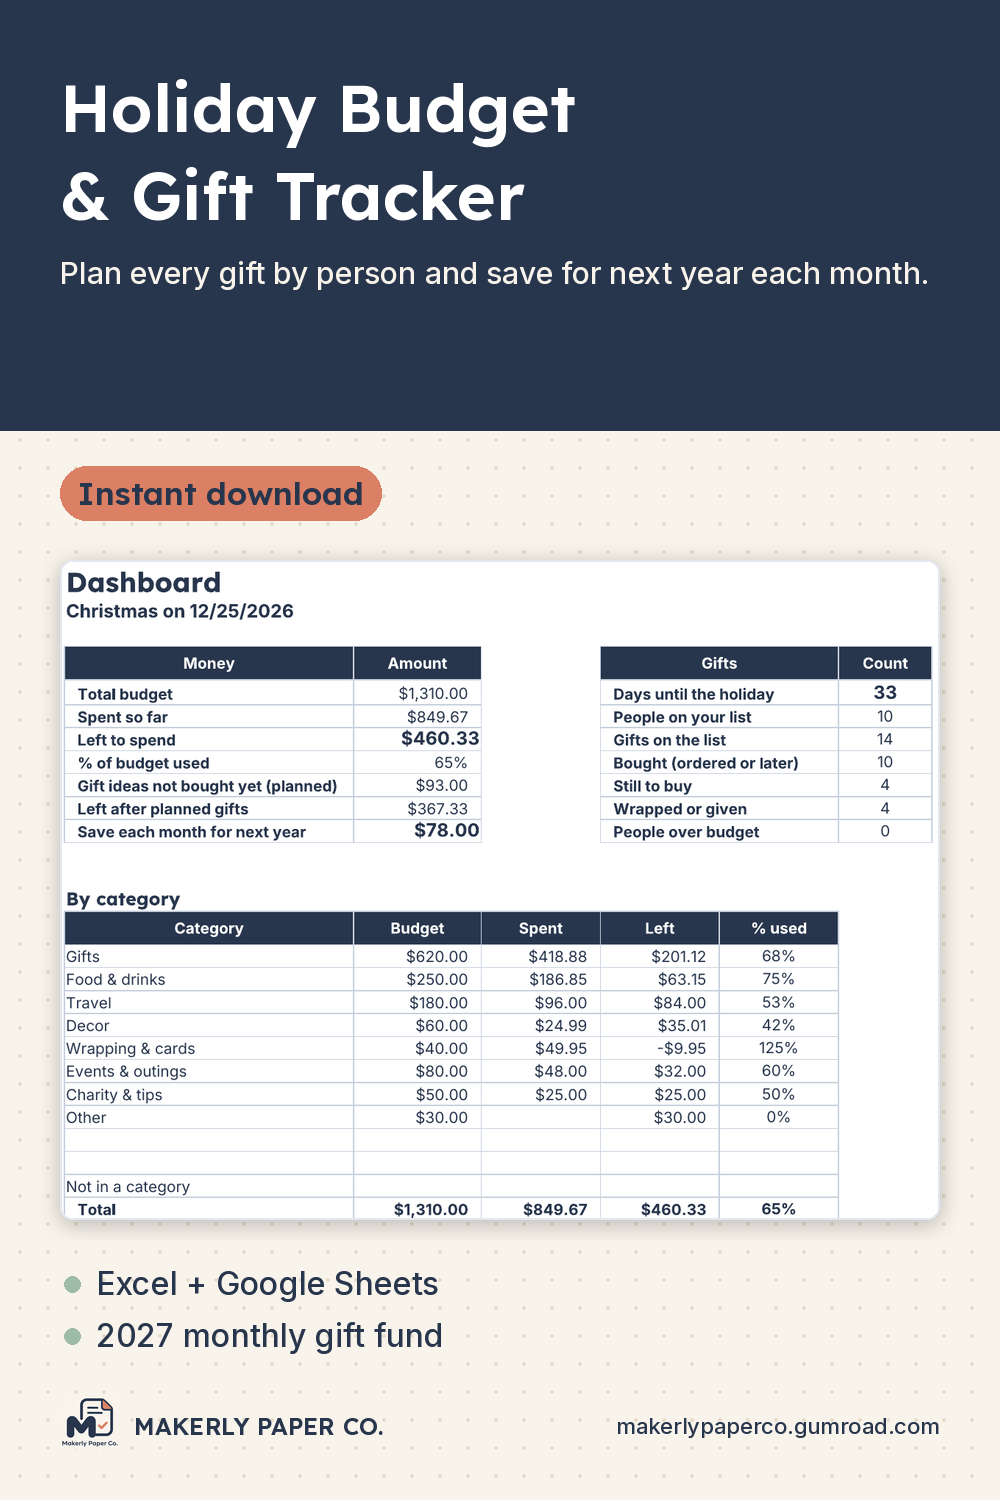 Holiday Budget
& Gift Tracker
Plan every gift by person and save for next year each month.
Instant download
Dashboard
Christmas on 12/25/2026
Money Amount
Total budget $1,310.00
Spent so far $849.67
Left to spend $460.33
% of budget used 65%
Gift ideas not bought yet (planned) $93.00
Left after planned gifts $367.33
Save each month for next year $78.00
Gifts Count
Days until the holiday 33
People on your list 10
Gifts on the list 14
Bought (ordered or later) 10
Still to buy 4
Wrapped or given 4
People over budget 0
By category
Category Budget Spent Left % used
Gifts $620.00 $418.88 $201.12 68%
Food & drinks $250.00 $186.85 $63.15 75%
Travel $180.00 $96.00 $84.00 53%
Decor $60.00 $24.99 $35.01 42%
Wrapping & cards $40.00 $49.95 -$9.95 125%
Events & outings $80.00 $48.00 $32.00 60%
Charity & tips $50.00 $25.00 $25.00 50%
Other $30.00 $30.00 0%
Not in a category
Total $1,310.00 $849.67 $460.33 65%
Excel + Google Sheets
2027 monthly gift fund
M
Makerly Paper Co.
MAKERLY PAPER CO.
makerlypaperco.gumroad.com